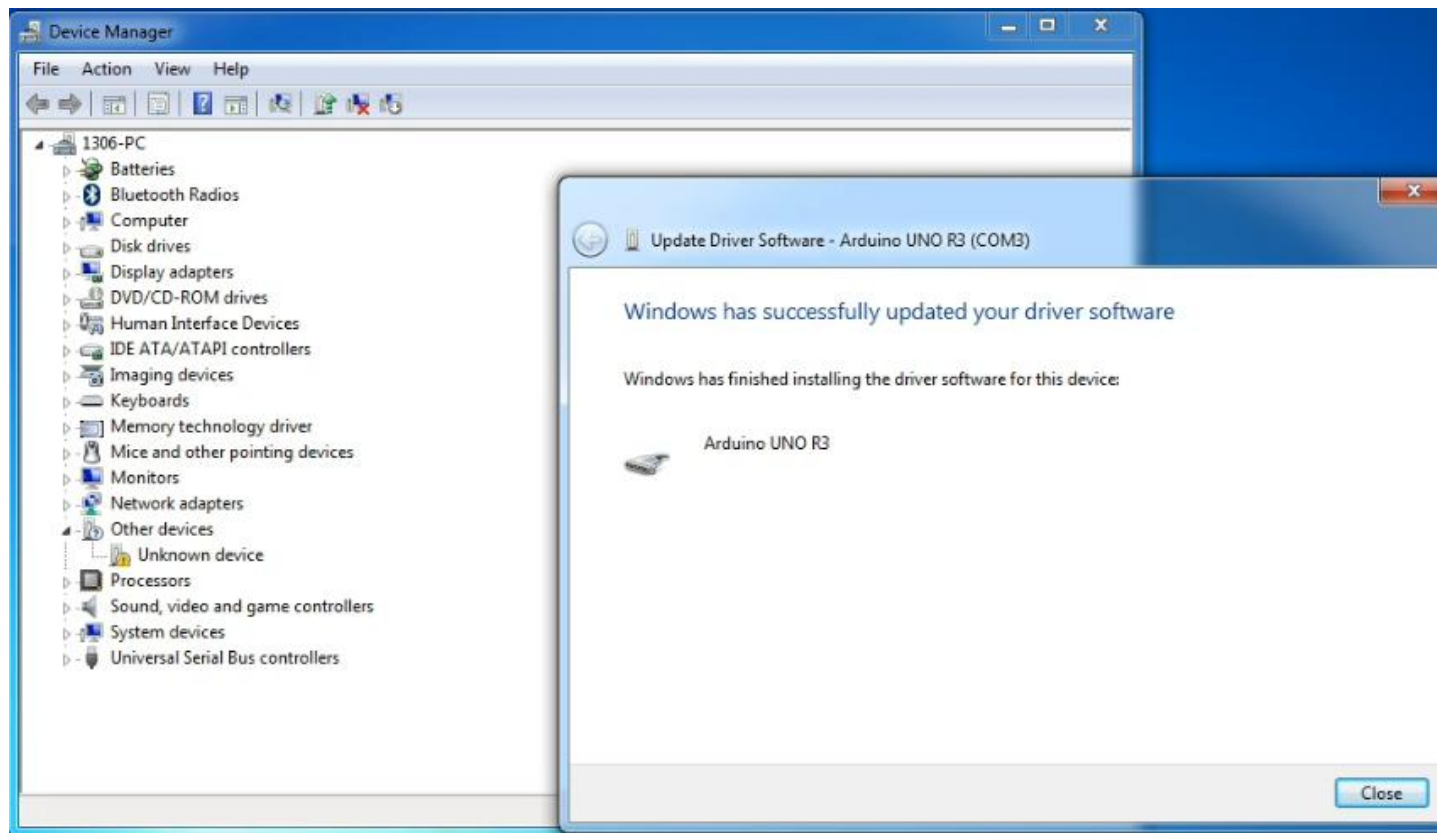 Device Manager
File Action View Help
1306-PC
Batteries
Bluetooth Radios
Computer
Disk drives
Display adapters
DVD/CD-ROM drives
Human Interface Devices
IDE ATA/ATAPI controllers
Imaging devices
Keyboards
Memory technology driver
Mice and other pointing devices
Monitors
Network adapters
Other devices
Unknown device
Processors
Sound, video and game controllers
System devices
Universal Serial Bus controllers
Update Driver Software - Arduino UNO R3 (COM3)
Windows has successfully updated your driver software
Windows has finished installing the driver software for this device:
Arduino UNO R3
Close